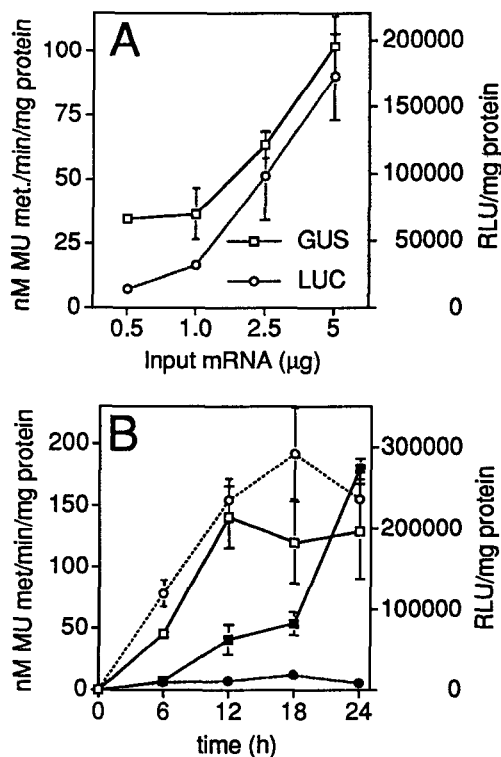 A
nM MU met./min/mg protein
100
75
50
25
0
200000
150000
100000
50000
0
RLU/mg protein
GUS
LUC
0.5 1.0 2.5 5
Input mRNA (μg)
B
nM MU met/min/mg protein
200
150
100
50
0
300000
200000
100000
0
RLU/mg protein
0 6 12 18 24
time (h)